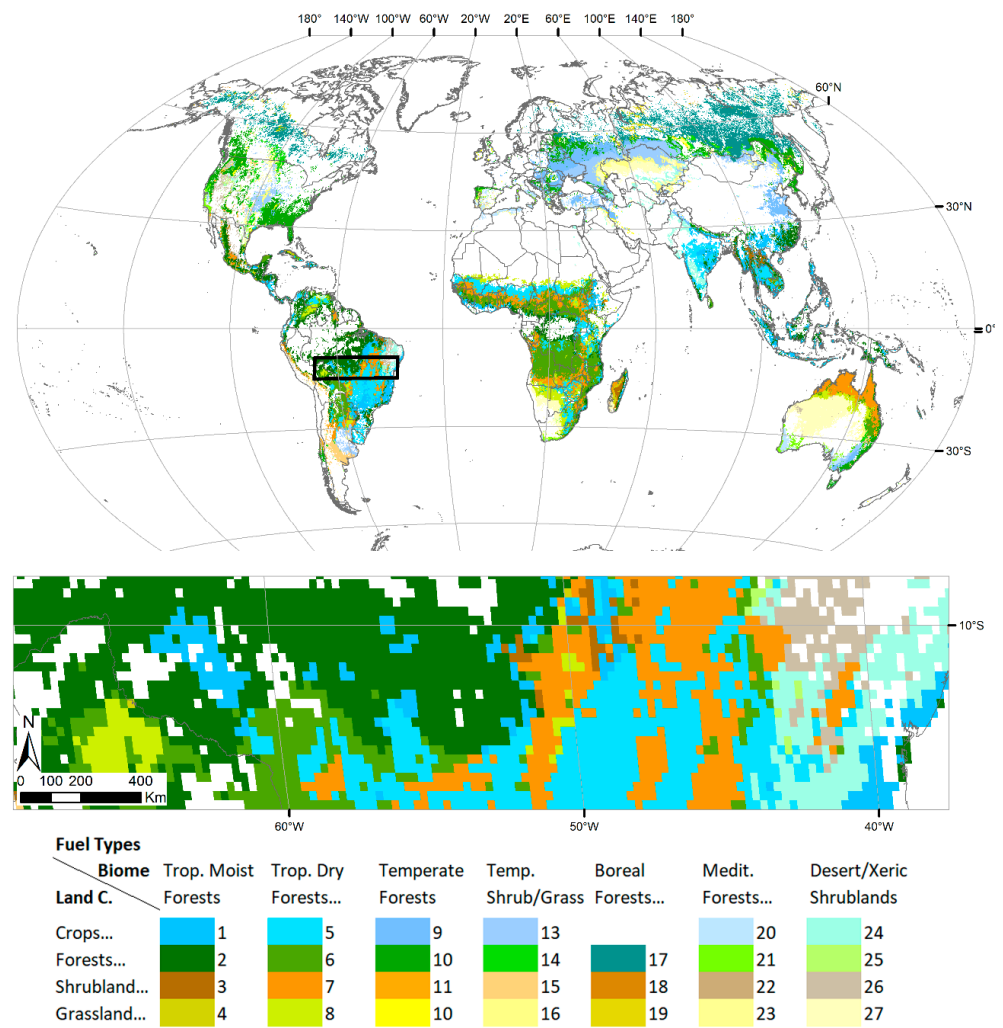 180° 140°W 100°W 60°W 20°W 20°E 60°E 100°E 140°E 180°
60°N
30°N
0°
30°S
10°S
N
0 100 200 400
Km
60°W 50°W 40°W
Fuel Types
Biome Trop. Moist Trop. Dry Temperate Temp. Boreal Medit. Desert/Xeric
Land C. Forests Forests... Forests Shrub/Grass Forests... Forests... Shrublands
Crops... 1 5 9 13 20 24
Forests... 2 6 10 14 17 21 25
Shrubland... 3 7 11 15 18 22 26
Grassland... 4 8 10 16 19 23 27